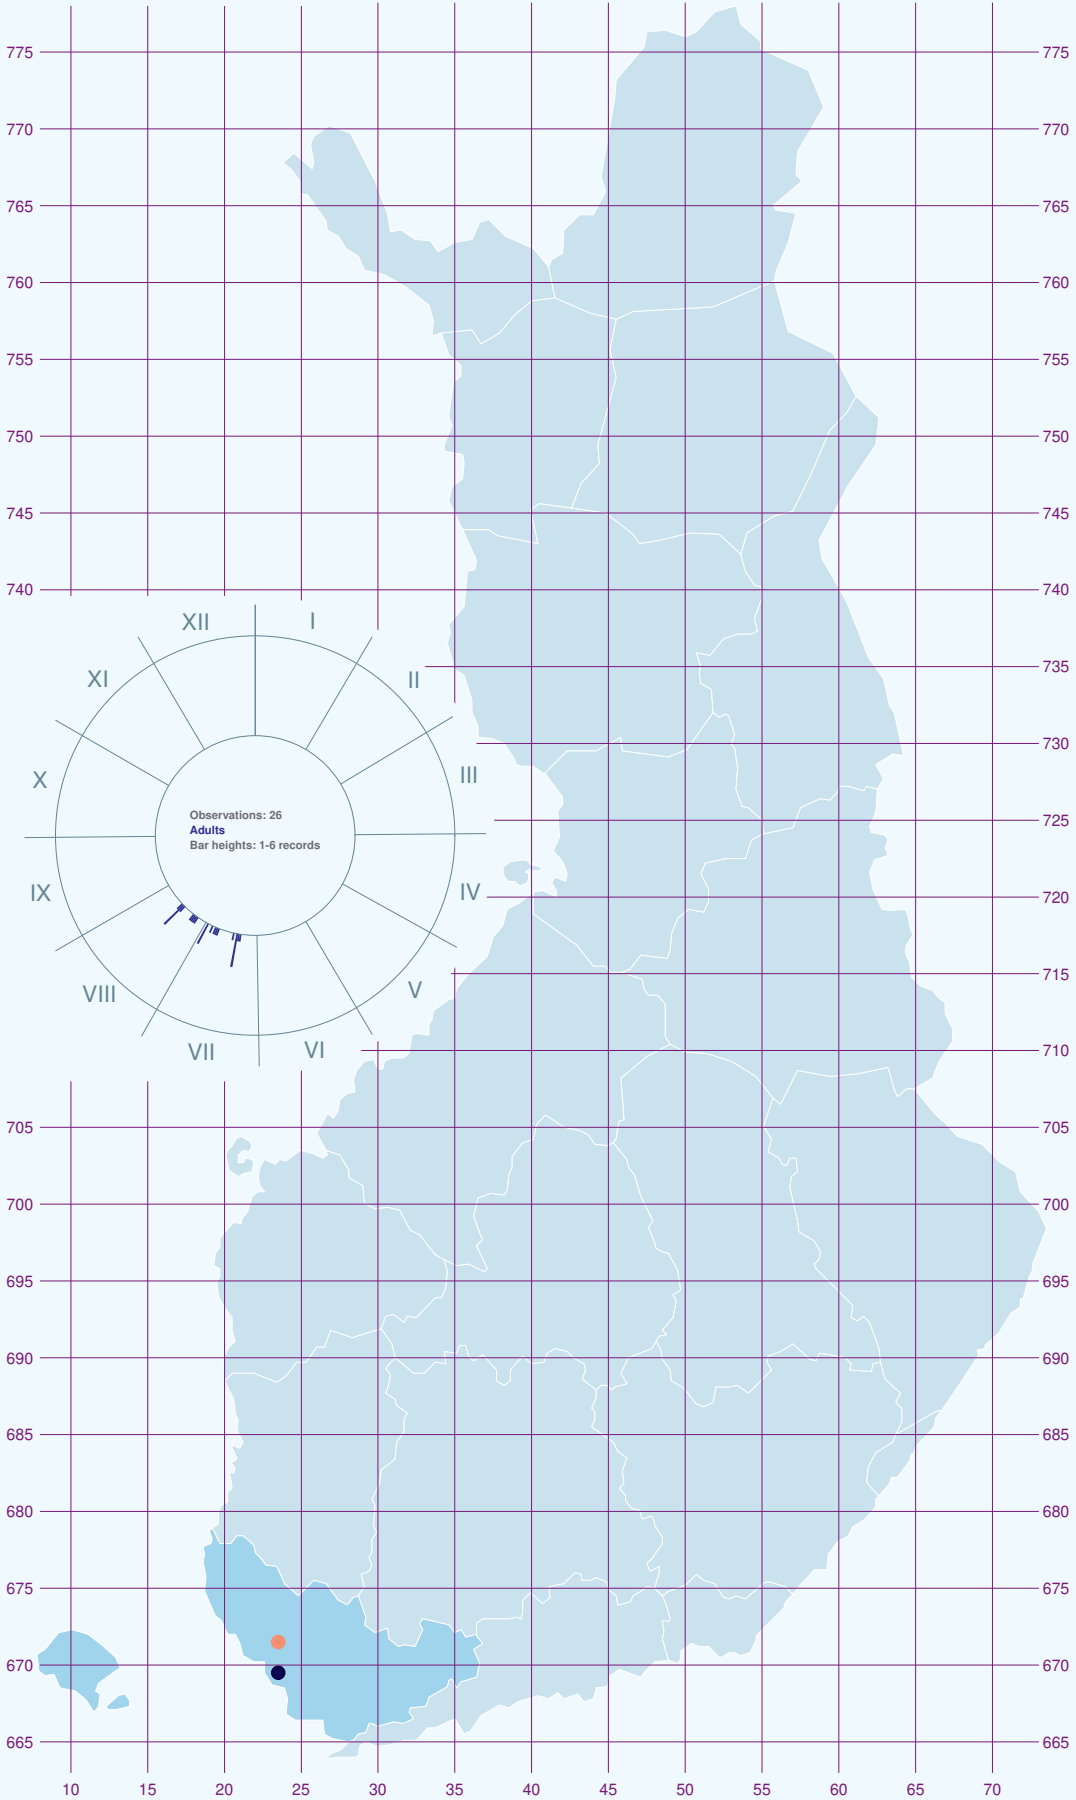 775 775
770 770
765 765
760 760
755 755
750 750
745 745
740 740
XII I
XI II
735
730
X III
725
Observations: 26
Adults
Bar heights: 1-6 records
IX IV
720
715
VIII V
VII VI
710
705 705
700 700
695 695
690 690
685 685
680 680
675 675
670 670
665 665
10 15 20 25 30 35 40 45 50 55 60 65 70